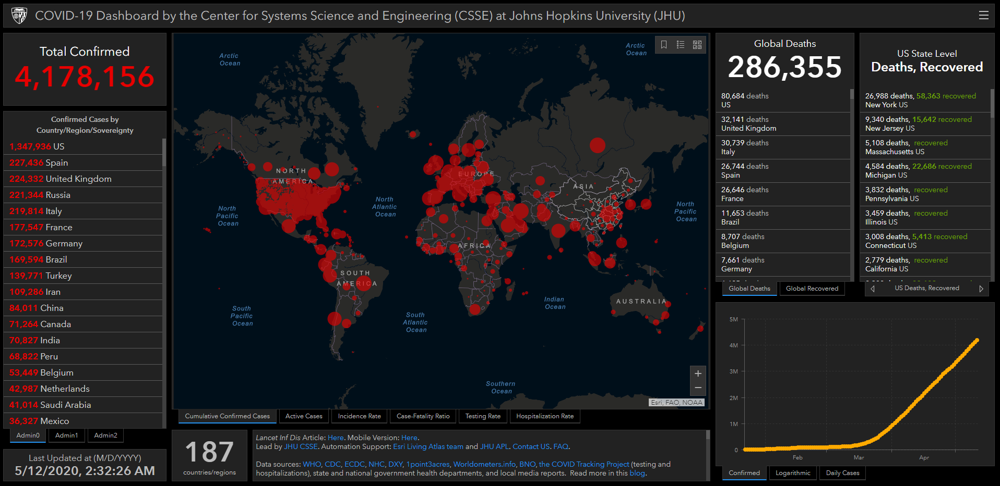 COVID-19 Dashboard by the Center for Systems Science and Engineering (CSSE) at Johns Hopkins University (JHU)
Total Confirmed
4,178,156
Confirmed Cases by
Country/Region/Sovereignty
1,347,936 US
227,436 Spain
224,332 United Kingdom
221,344 Russia
219,814 Italy
177,547 France
172,576 Germany
169,594 Brazil
139,771 Turkey
109,286 Iran
84,011 China
71,264 Canada
70,827 India
68,822 Peru
53,449 Belgium
42,987 Netherlands
41,014 Saudi Arabia
36,327 Mexico
Admin0 Admin1 Admin2
Last Updated at (M/D/YYYY)
5/12/2020, 2:32:26 AM
Arctic
Ocean
Arctic
Ocean
NORTH
AMERICA
EUROPE
ASIA
North
Pacific
Ocean
North
Atlantic
Ocean
North
Pacific
Ocean
AFRICA
SOUTH
AMERICA
AUSTRALIA
South
Pacific
Ocean
South
Atlantic
Ocean
Indian
Ocean
Southern
Ocean
+
−
Esri, FAO, NOAA
Cumulative Confirmed Cases Active Cases Incidence Rate Case-Fatality Ratio Testing Rate Hospitalization Rate
187
countries/regions
Lancet Inf Dis Article: Here. Mobile Version: Here.
Lead by JHU CSSE. Automation Support: Esri Living Atlas team and JHU APL. Contact US. FAQ.
Data sources: WHO, CDC, ECDC, NHC, DXY, 1point3acres, Worldometers.info, BNO, the COVID Tracking Project (testing and
hospitalizations), state and national government health departments, and local media reports. Read more in this blog.
Global Deaths
286,355
80,684 deaths
US
32,141 deaths
United Kingdom
30,739 deaths
Italy
26,744 deaths
Spain
26,646 deaths
France
11,653 deaths
Brazil
8,707 deaths
Belgium
7,661 deaths
Germany
Global Deaths Global Recovered
US State Level
Deaths, Recovered
26,988 deaths, 58,363 recovered
New York US
9,340 deaths, 15,642 recovered
New Jersey US
5,108 deaths, recovered
Massachusetts US
4,584 deaths, 22,686 recovered
Michigan US
3,832 deaths, recovered
Pennsylvania US
3,459 deaths, recovered
Illinois US
3,008 deaths, 5,413 recovered
Connecticut US
2,779 deaths, recovered
California US
US Deaths, Recovered
5M
4M
3M
2M
1M
0
Feb Mar Apr
Confirmed Logarithmic Daily Cases